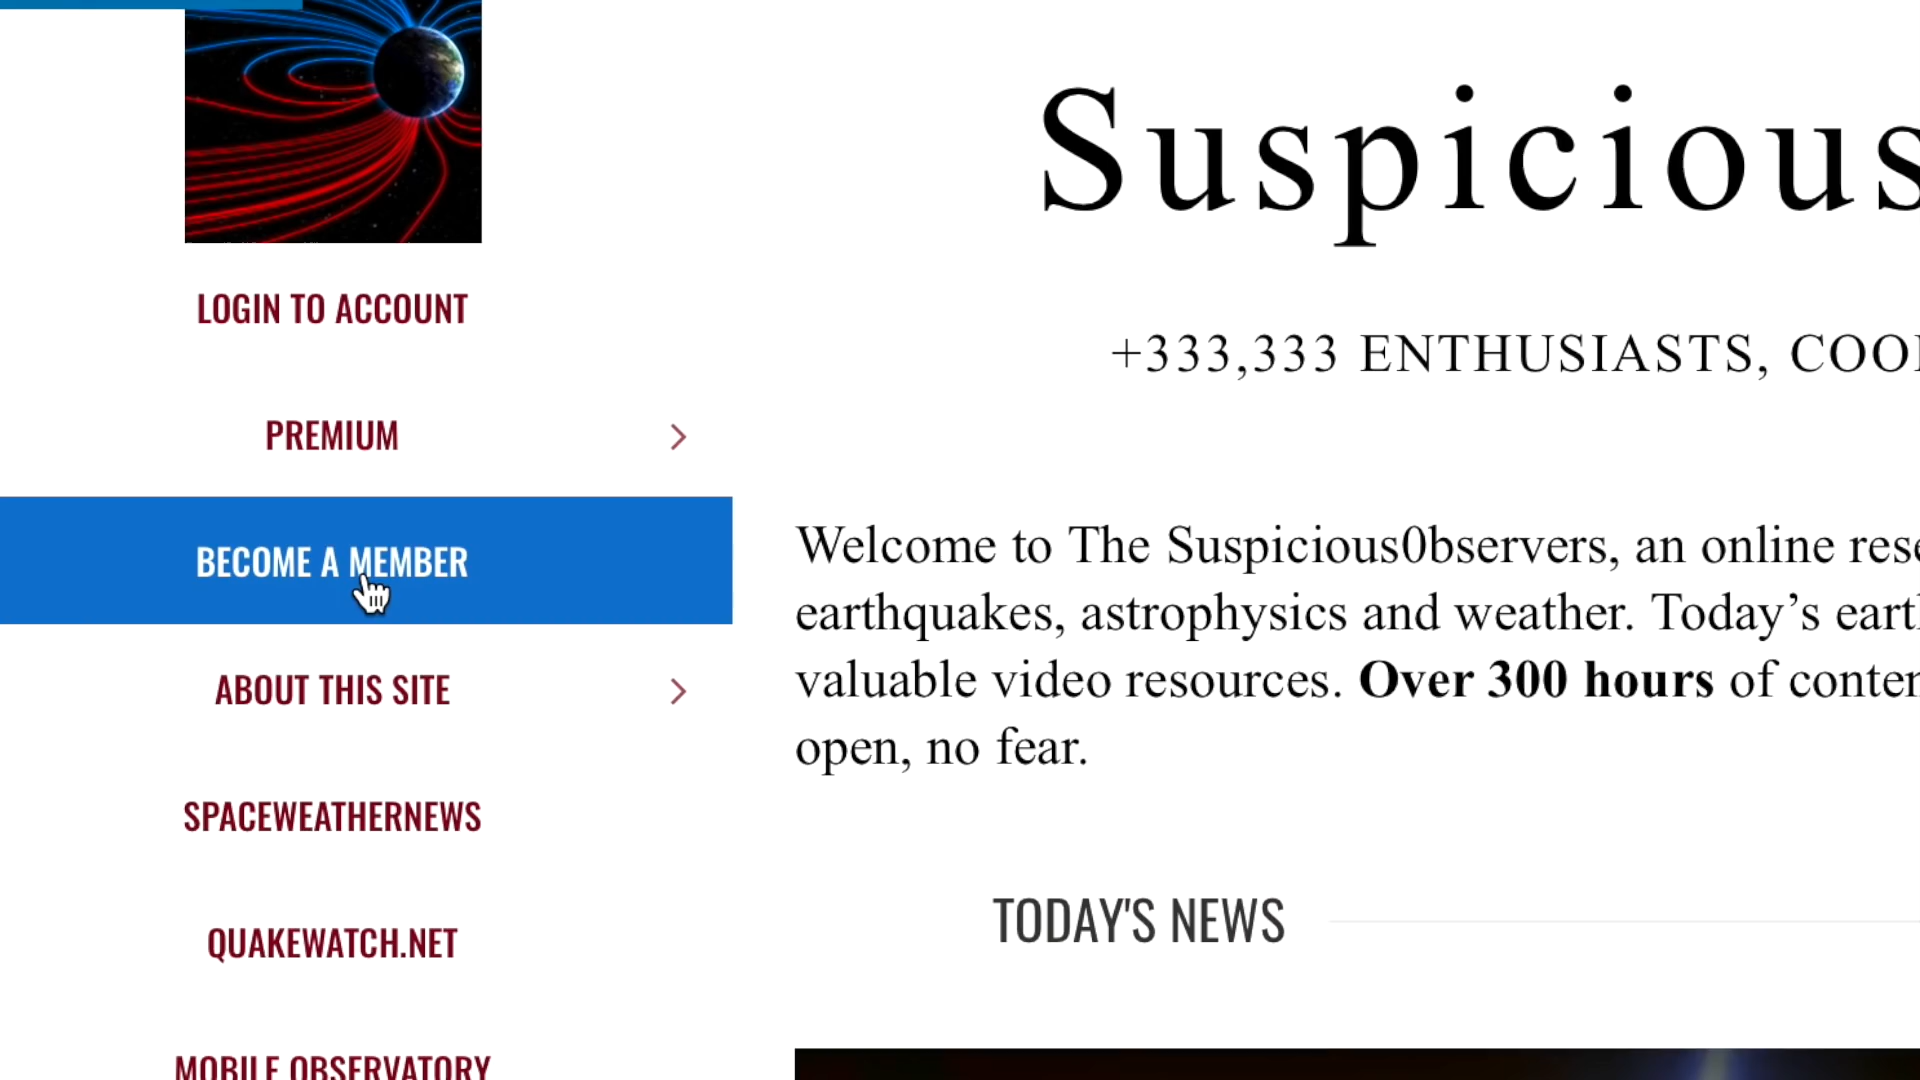 LOGIN TO ACCOUNT
PREMIUM
BECOME A MEMBER
ABOUT THIS SITE
SPACEWEATHERNEWS
QUAKEWATCH.NET
MOBILE OBSERVATORY
Suspicious
+333,333 ENTHUSIASTS,
Welcome to The Suspicious0bservers, an online
earthquakes, astrophysics and weather. Today’s
valuable video resources. Over 300 hours of
open, no fear.
TODAY'S NEWS